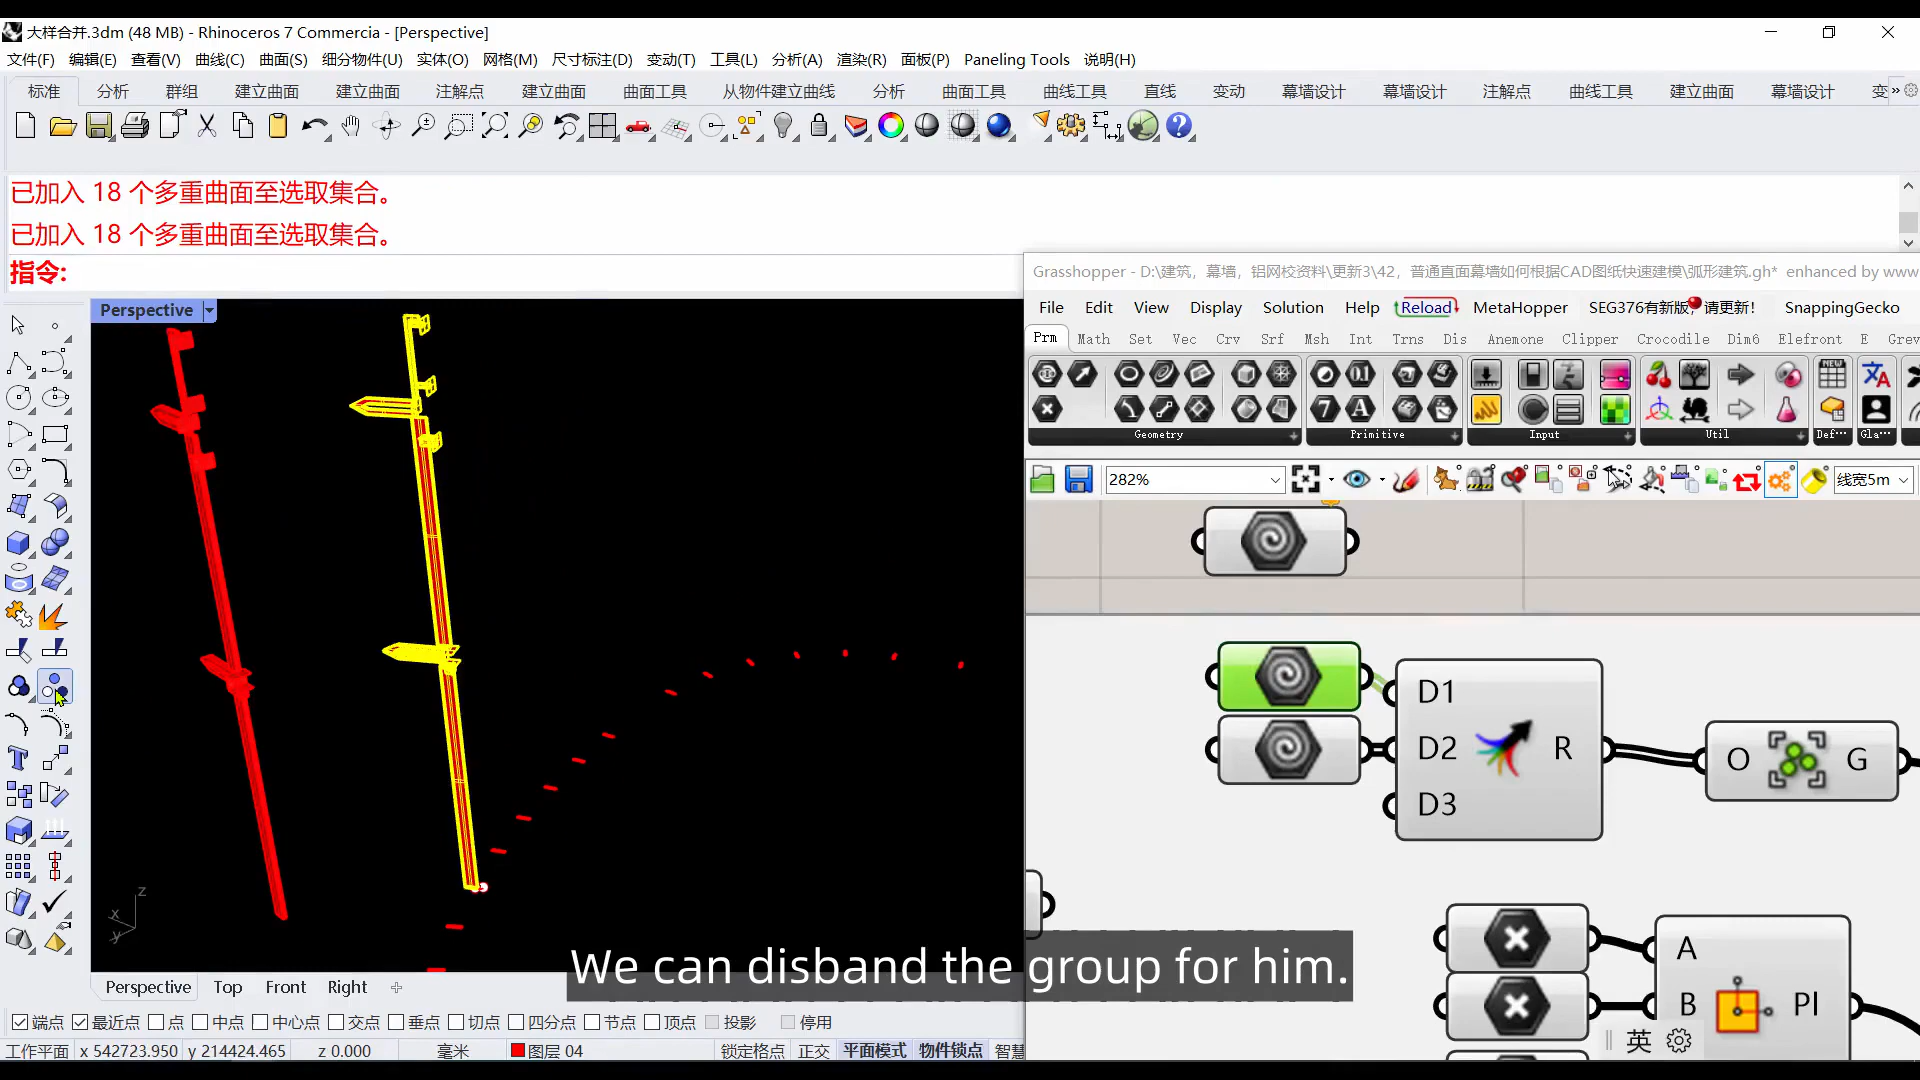 大样合并.3dm (48 MB) - Rhinoceros 7 Commercia - [Perspective]
文件(F) 编辑(E) 查看(V) 曲线(C) 曲面(S) 细分物件(U) 实体(O) 网格(M) 尺寸标注(D) 变动(T) 工具(L) 分析(A) 渲染(R) 面板(P) Paneling Tools 说明(H)
标准 分析 群组 建立曲面 建立曲面 注解点 建立曲面 曲面工具 从物件建立曲线 分析 曲面工具 曲线工具 直线 变动 幕墙设计 幕墙设计 注解点 曲线工具 建立曲面 幕墙设计 变
已加入 18 个多重曲面至选取集合。
已加入 18 个多重曲面至选取集合。
指令:
Grasshopper - D:\建筑，幕墙，铝网校资料\更新3\42，普通直面幕墙如何根据CAD图纸快速建模\弧形建筑.gh* enhanced by www
File Edit View Display Solution Help Reload MetaHopper SEG376有新版，请更新！ SnappingGecko
Prm Math Set Vec Crv Srf Msh Int Trns Dis Anemone Clipper Crocodile Dim6 Elefront E Grev
Geometry Primitive Input Util Def… Gla…
282%
线宽5m
Perspective
D1
D2 R
D3
O G
A
B Pl
z
x
y
We can disband the group for him.
Perspective Top Front Right
端点 最近点 点 中点 中心点 交点 垂点 切点 四分点 节点 顶点 投影 停用
工作平面 x 542723.950 y 214424.465 z 0.000 毫米 图层 04 锁定格点 正交 平面模式 物件锁点 智慧
英